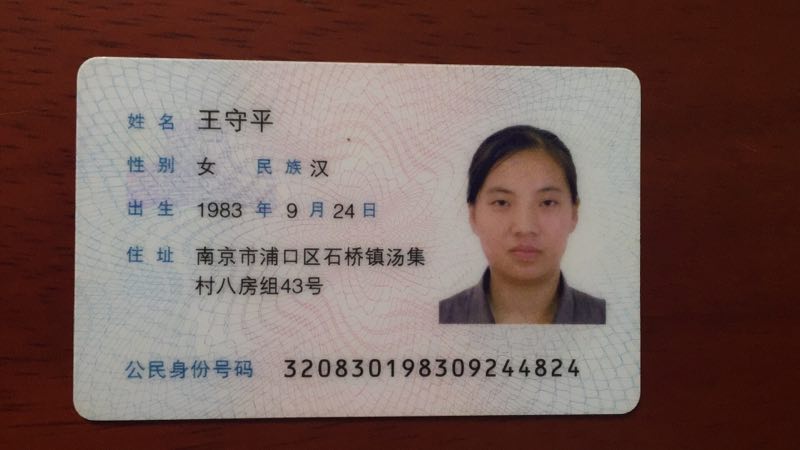 姓名 王守平
性别 女 民族 汉
出生 1983 年 9 月 24 日
住址 南京市浦口区石桥镇汤集
村八房组43号
公民身份号码 320830198309244824